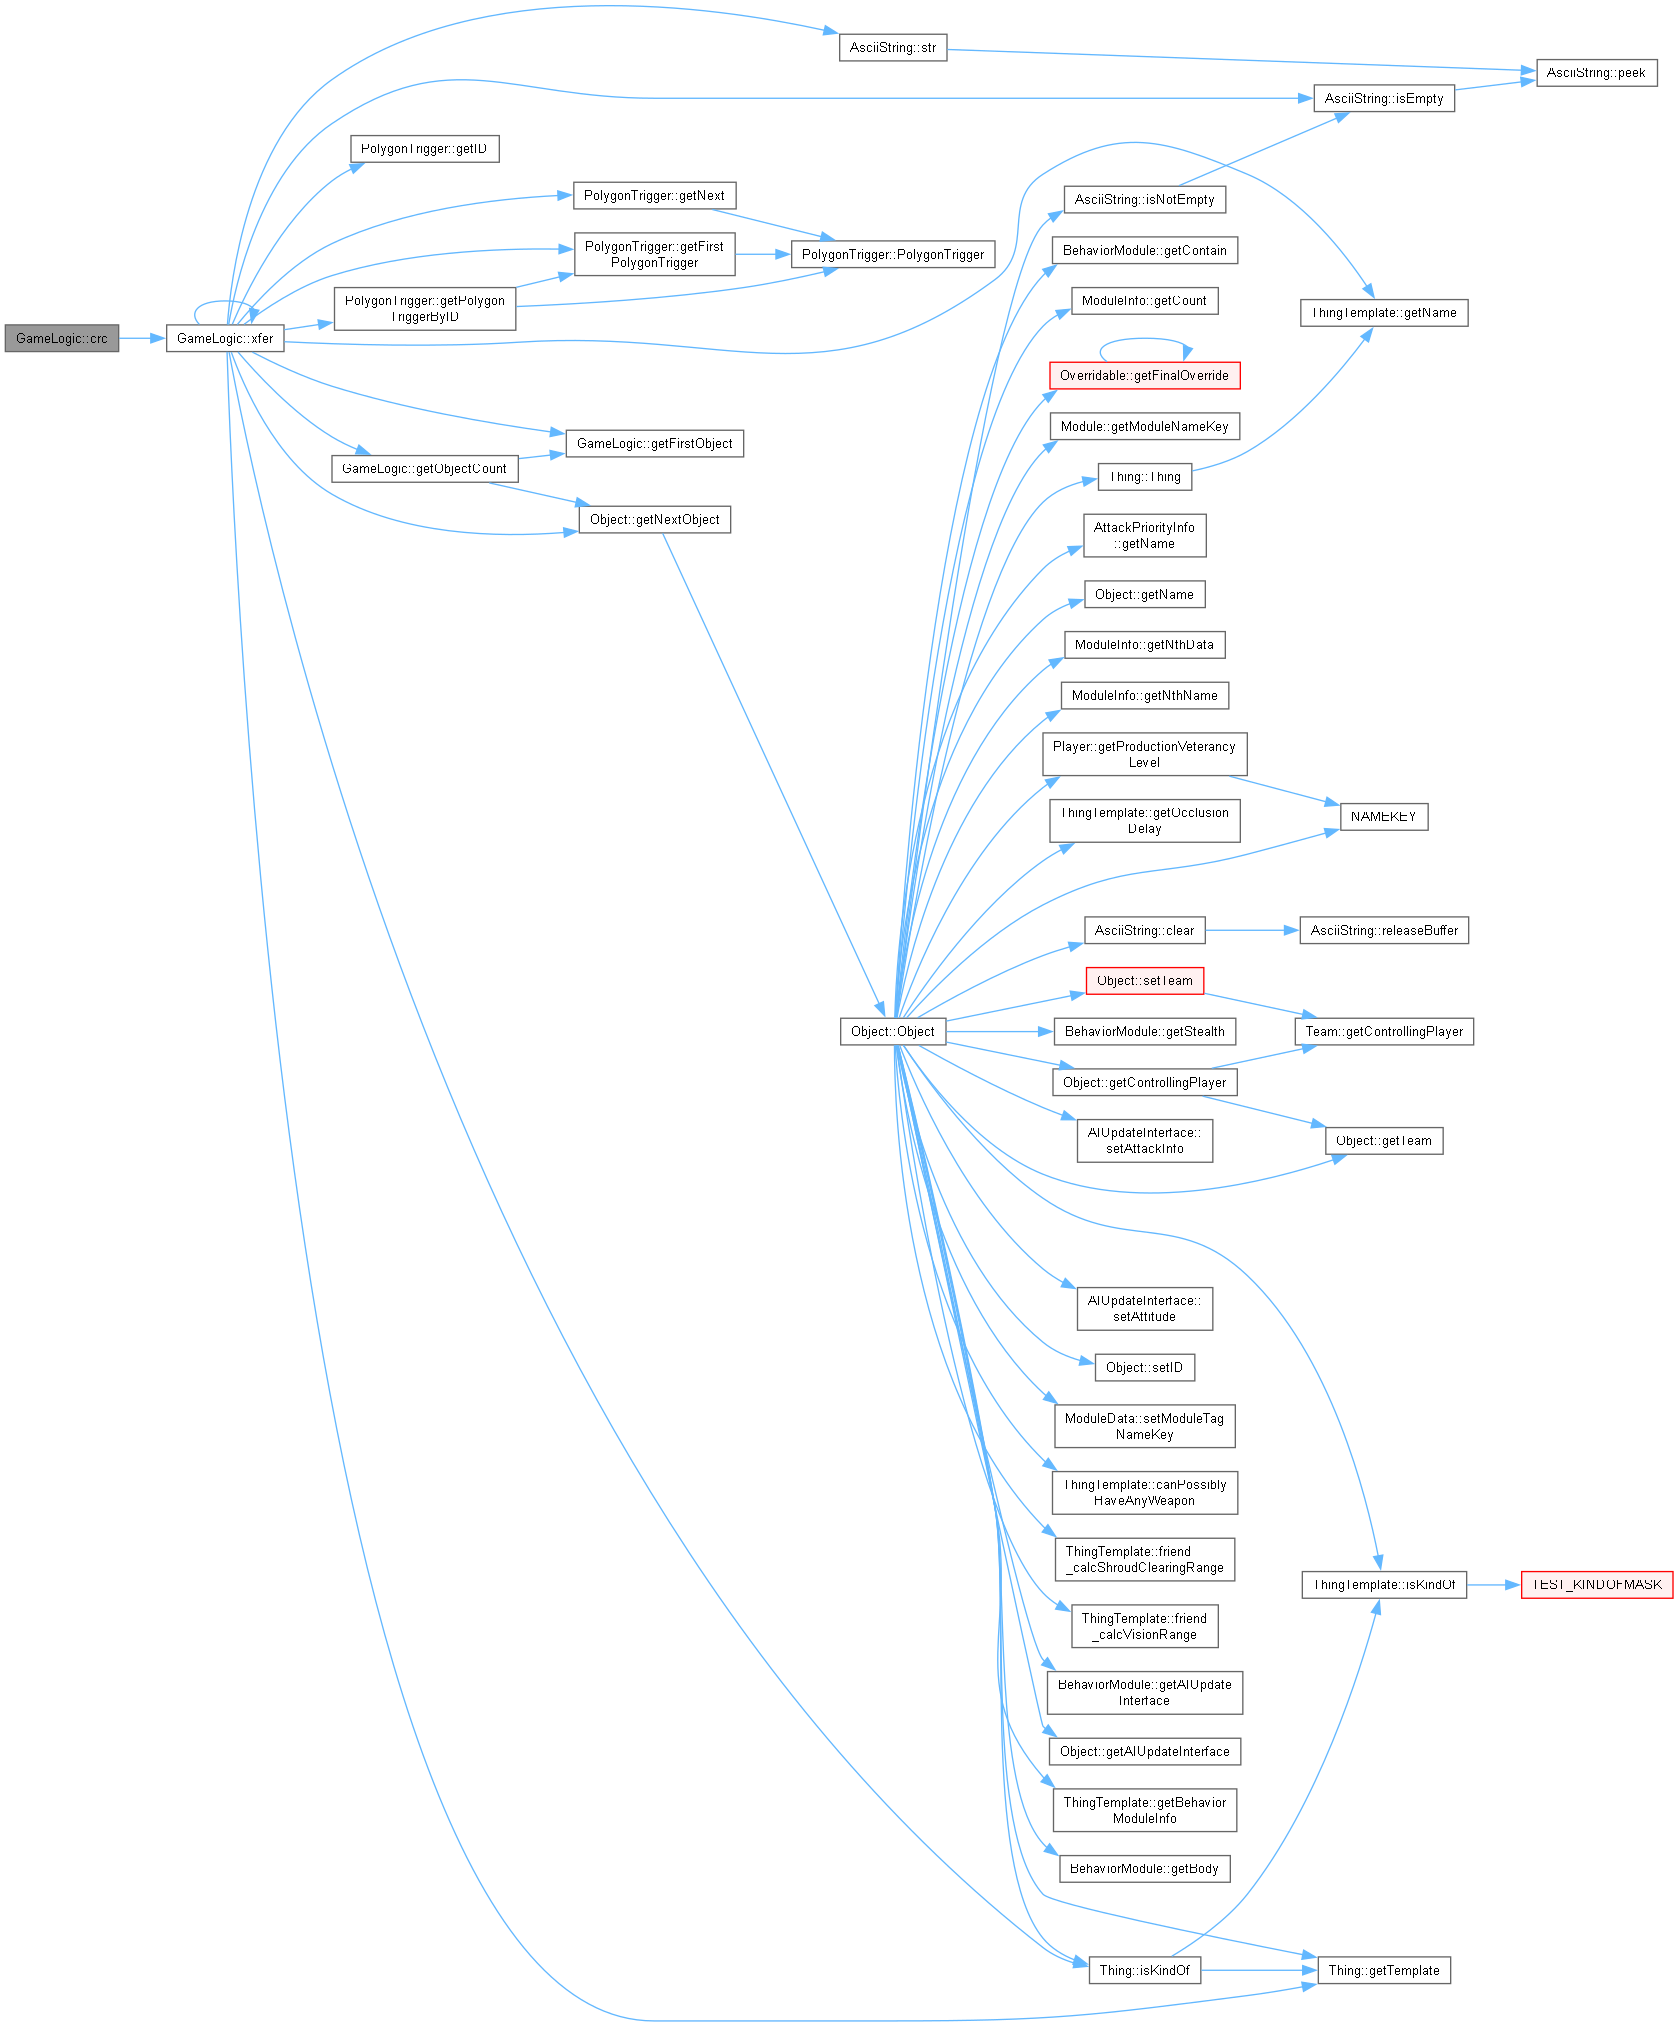 AsciiString::str
AsciiString::peek
AsciiString::isEmpty
PolygonTrigger::getID
PolygonTrigger::getNext
AsciiString::isNotEmpty
PolygonTrigger::getFirst
PolygonTrigger
PolygonTrigger::PolygonTrigger
BehaviorModule::getContain
PolygonTrigger::getPolygon
TriggerByID
ModuleInfo::getCount
ThingTemplate::getName
GameLogic::crc
GameLogic::xfer
Overridable::getFinalOverride
Module::getModuleNameKey
GameLogic::getFirstObject
GameLogic::getObjectCount
Thing::Thing
Object::getNextObject
AttackPriorityInfo
::getName
Object::getName
ModuleInfo::getNthData
ModuleInfo::getNthName
Player::getProductionVeterancy
Level
ThingTemplate::getOcclusion
Delay
NAMEKEY
AsciiString::clear
AsciiString::releaseBuffer
Object::setTeam
Object::Object
BehaviorModule::getStealth
Team::getControllingPlayer
Object::getControllingPlayer
AIUpdateInterface::
setAttackInfo
Object::getTeam
AIUpdateInterface::
setAttitude
Object::setID
ModuleData::setModuleTag
NameKey
ThingTemplate::canPossibly
HaveAnyWeapon
ThingTemplate::friend
_calcShroudClearingRange
ThingTemplate::isKindOf
TEST_KINDOFMASK
ThingTemplate::friend
_calcVisionRange
BehaviorModule::getAIUpdate
Interface
Object::getAIUpdateInterface
ThingTemplate::getBehavior
ModuleInfo
BehaviorModule::getBody
Thing::isKindOf
Thing::getTemplate